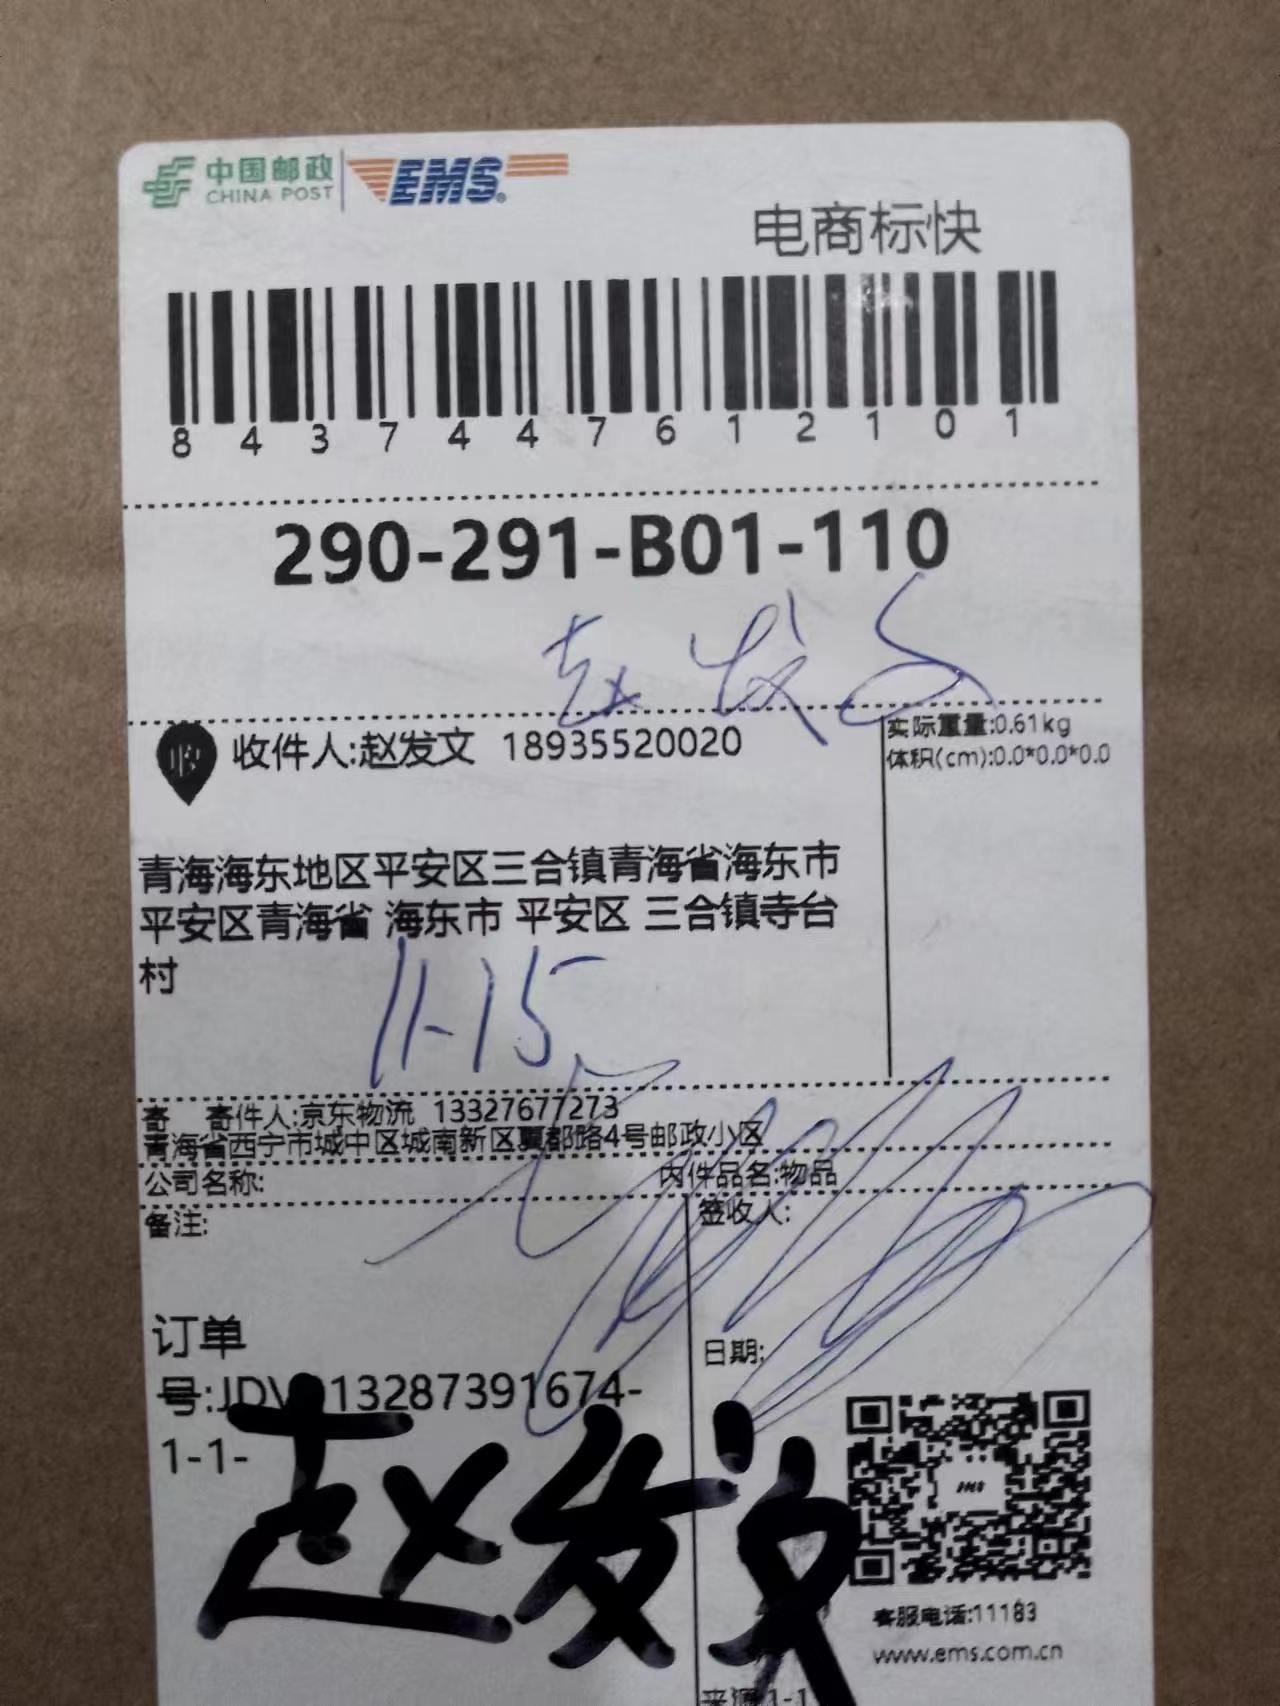 中国邮政
CHINA POST
EMS
电商标快
8437447612101
290-291-B01-110
赵发文
收
收件人:赵发文 18935520020
实际重量:0.61kg
体积(cm):0.0*0.0*0.0
青海海东地区平安区三合镇青海省海东市
平安区青海省 海东市 平安区 三合镇寺台
村
11-15
寄 寄件人:京东物流 13327677273
青海省西宁市城中区城南新区夏都路4号邮政小区
公司名称:
内件品名:物品
备注:
签收人:
订单
号:JDV013287391674-
1-1-
日期:
赵发文
客服电话:11183
www.ems.com.cn
来源1-1